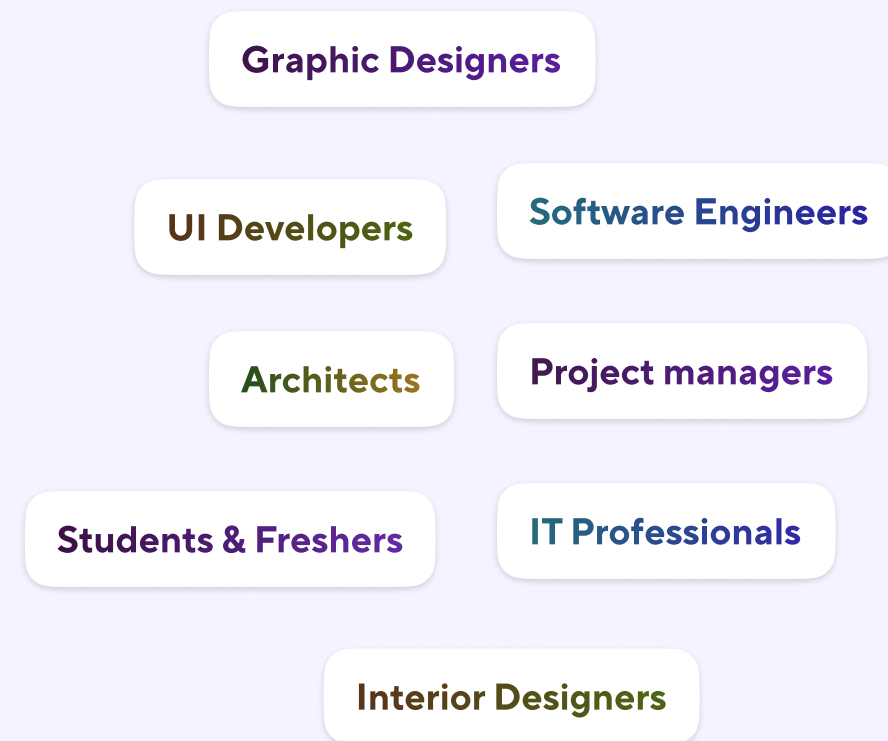 Graphic Designers
UI Developers
Software Engineers
Architects
Project managers
Students & Freshers
IT Professionals
Interior Designers